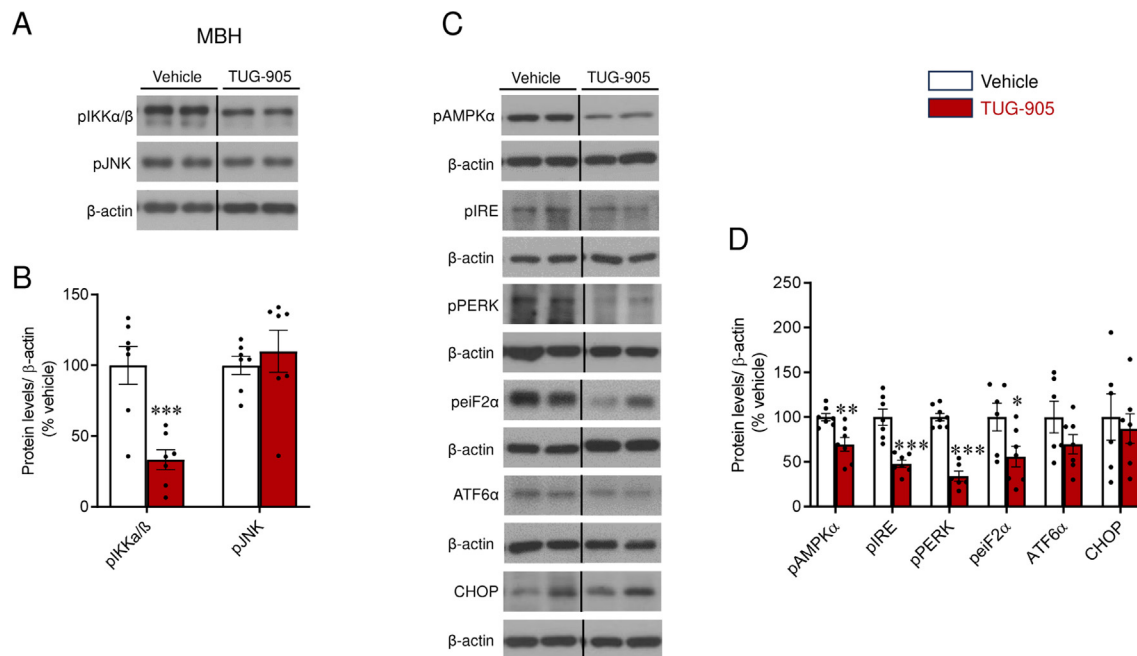 A
MBH
Vehicle TUG-905
pIKKα/β
pJNK
β-actin
B
Protein levels/ β-actin
(% vehicle)
150
100
50
0
***
pIKKa/ß
pJNK
C
Vehicle TUG-905
pAMPKα
β-actin
pIRE
β-actin
pPERK
β-actin
peiF2α
β-actin
ATF6α
β-actin
CHOP
β-actin
Vehicle
TUG-905
D
Protein levels/ β-actin
(% vehicle)
250
200
150
100
50
0
**
***
***
*
pAMPKα
pIRE
pPERK
peiF2α
ATF6α
CHOP